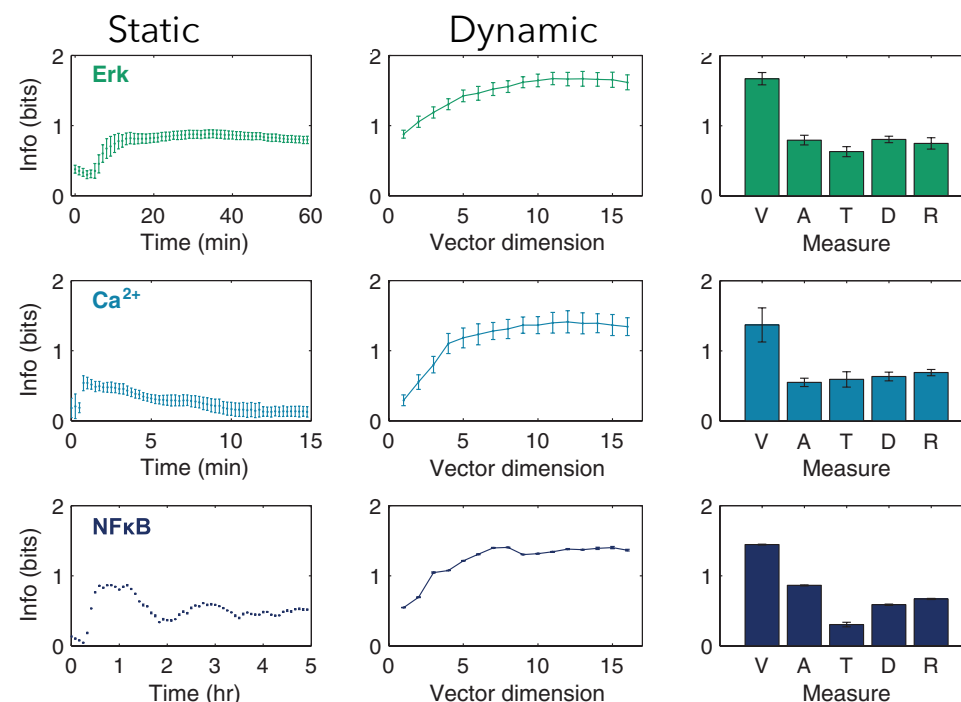 Static
Dynamic
Info (bits)
2
1
0
Erk
0
20
40
60
Time (min)
2
1
0
0
5
10
15
Vector dimension
2
1
0
V
A
T
D
R
Measure
Info (bits)
2
1
0
Ca²⁺
0
5
10
15
Time (min)
2
1
0
0
5
10
15
Vector dimension
2
1
0
V
A
T
D
R
Measure
Info (bits)
2
1
0
NFκB
0
1
2
3
4
5
Time (hr)
2
1
0
0
5
10
15
Vector dimension
2
1
0
V
A
T
D
R
Measure